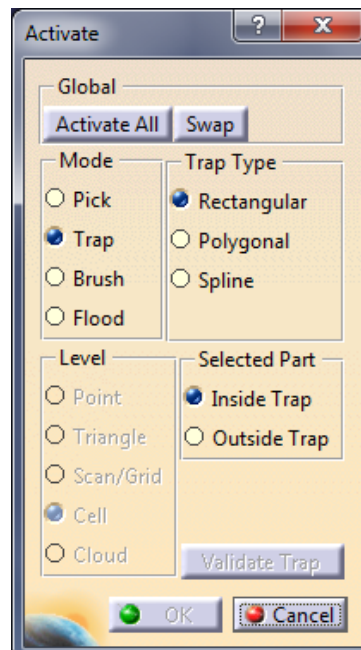 Activate ? X
Global
Activate All Swap
Mode Trap Type
Pick Rectangular
Trap Polygonal
Brush Spline
Flood
Level Selected Part
Point Inside Trap
Triangle Outside Trap
Scan/Grid
Cell
Cloud Validate Trap
OK Cancel